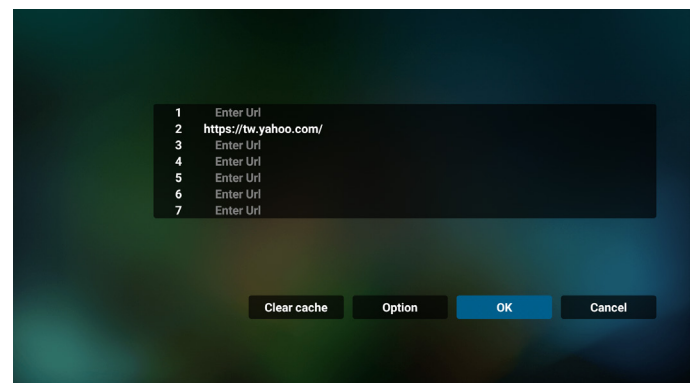 1 Enter Url
2 https://tw.yahoo.com/
3 Enter Url
4 Enter Url
5 Enter Url
6 Enter Url
7 Enter Url
Clear cache Option OK Cancel